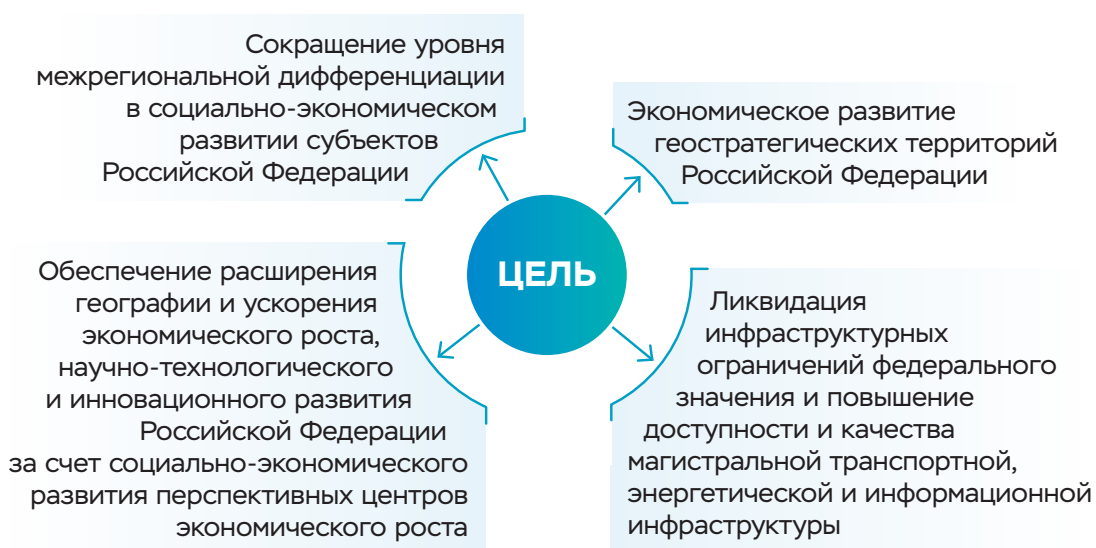 Сокращение уровня
межрегиональной дифференциации
в социально-экономическом
развитии субъектов
Российской Федерации
Экономическое развитие
геостратегических территорий
Российской Федерации
ЦЕЛЬ
Обеспечение расширения
географии и ускорения
экономического роста,
научно-технологического
и инновационного развития
Российской Федерации
за счет социально-экономического
развития перспективных центров
экономического роста
Ликвидация
инфраструктурных
ограничений федерального
значения и повышение
доступности и качества
магистральной транспортной,
энергетической и информационной
инфраструктуры